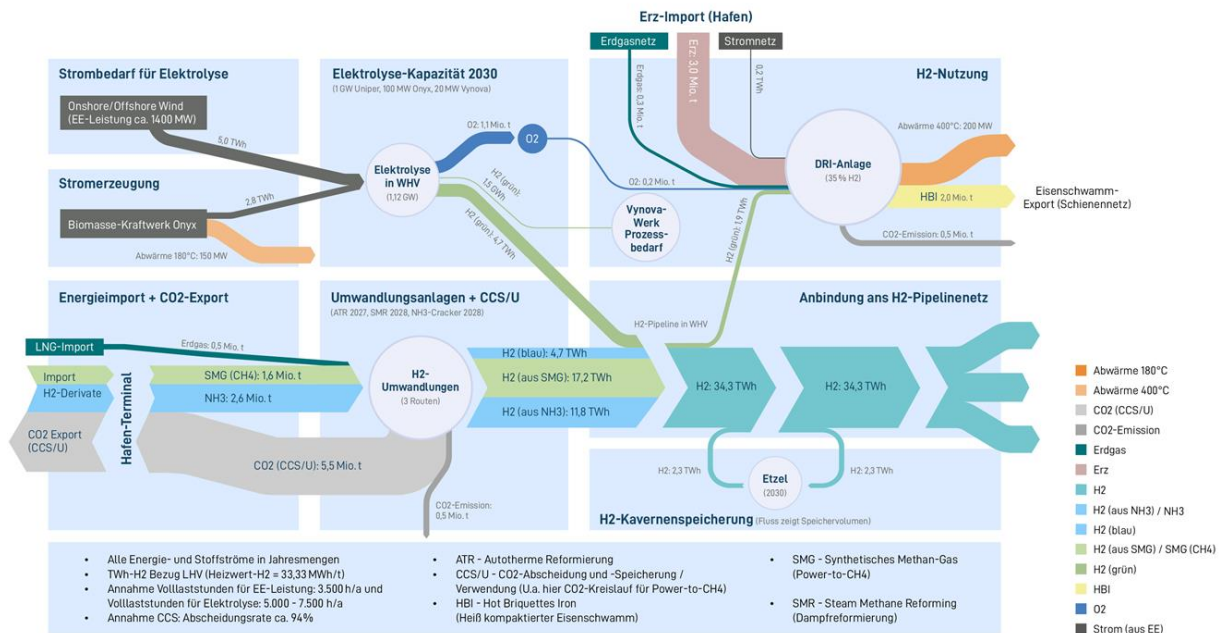 Erz-Import (Hafen)
Erdgasnetz
Stromnetz
Erdgas: 0,3 Mio. t
Erz: 3,0 Mio. t
0,2 TWh
Strombedarf für Elektrolyse
Onshore/Offshore Wind
(EE-Leistung ca. 1400 MW)
5,0 TWh
Stromerzeugung
2,8 TWh
Biomasse-Kraftwerk Onyx
Abwärme 180°C: 150 MW
Elektrolyse-Kapazität 2030
(1 GW Uniper, 100 MW Onyx, 20 MW Vynova)
O2: 1,1 Mio. t
O2
Elektrolyse
in WHV
(1,12 GW)
H2 (grün):
1,5 GWh
H2 (grün): 4,7 TWh
O2: 0,2 Mio. t
Vynova-
Werk
Prozess-
bedarf
H2-Nutzung
DRI-Anlage
(35 % H2)
Abwärme 400°C: 200 MW
HBI 2,0 Mio. t
Eisenschwamm-
Export (Schienennetz)
CO2-Emission: 0,5 Mio. t
H2 (grün): 1,9 TWh
Energieimport + CO2-Export
LNG-Import
Erdgas: 0,5 Mio. t
Import
H2-Derivate
CO2 Export
(CCS/U)
Hafen-Terminal
SMG (CH4): 1,6 Mio. t
NH3: 2,6 Mio. t
CO2 (CCS/U): 5,5 Mio. t
Umwandlungsanlagen + CCS/U
(ATR 2027, SMR 2028, NH3-Cracker 2028)
H2-
Umwandlungen
(3 Routen)
H2 (blau): 4,7 TWh
H2 (aus SMG): 17,2 TWh
H2 (aus NH3): 11,8 TWh
CO2-Emission:
0,5 Mio. t
Anbindung ans H2-Pipelinenetz
H2-Pipeline in WHV
H2: 34,3 TWh
H2: 34,3 TWh
H2: 2,3 TWh
Etzel
(2030)
H2: 2,3 TWh
H2-Kavernenspeicherung (Fluss zeigt Speichervolumen)
Abwärme 180°C
Abwärme 400°C
CO2 (CCS/U)
CO2-Emission
Erdgas
Erz
H2
H2 (aus NH3) / NH3
H2 (blau)
H2 (aus SMG) / SMG (CH4)
H2 (grün)
HBI
O2
Strom (aus EE)
• Alle Energie- und Stoffströme in Jahresmengen
• TWh-H2 Bezug LHV (Heizwert-H2 = 33,33 MWh/t)
• Annahme Volllaststunden für EE-Leistung: 3.500 h/a und
Volllaststunden für Elektrolyse: 5.000 - 7.500 h/a
• Annahme CCS: Abscheidungsrate ca. 94%
• ATR - Autotherme Reformierung
• CCS/U - CO2-Abscheidung und -Speicherung /
Verwendung (U.a. hier CO2-Kreislauf für Power-to-CH4)
• HBI - Hot Briquettes Iron
(Heiß kompaktierter Eisenschwamm)
• SMG - Synthetisches Methan-Gas
(Power-to-CH4)
• SMR - Steam Methane Reforming
(Dampfreformierung)